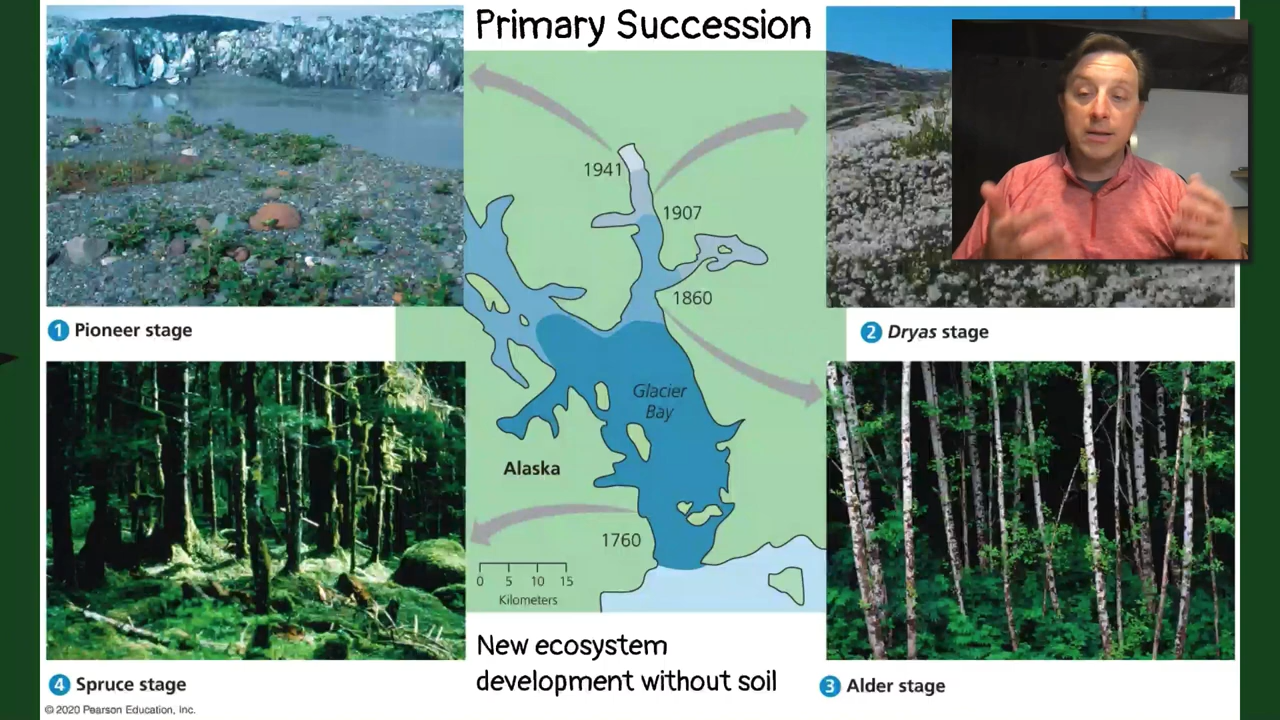 Primary Succession
1941
1907
1860
1 Pioneer stage
2 Dryas stage
Glacier
Bay
Alaska
1760
0 5 10 15
Kilometers
New ecosystem
development without soil
4 Spruce stage
3 Alder stage
© 2020 Pearson Education, Inc.